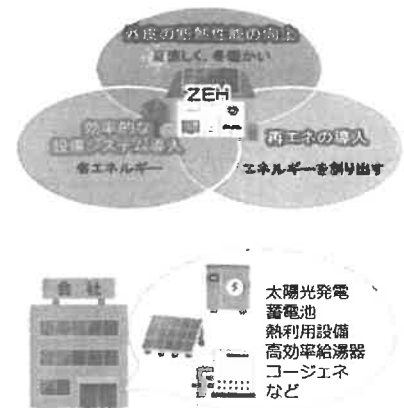 外皮の断熱性能の向上
夏涼しく、冬暖かい
ZEH
効率的な
設備システム導入
省エネルギー
再エネの導入
エネルギーを創り出す
会社
$
太陽光発電
蓄電池
熱利用設備
高効率給湯器
コージェネ
など